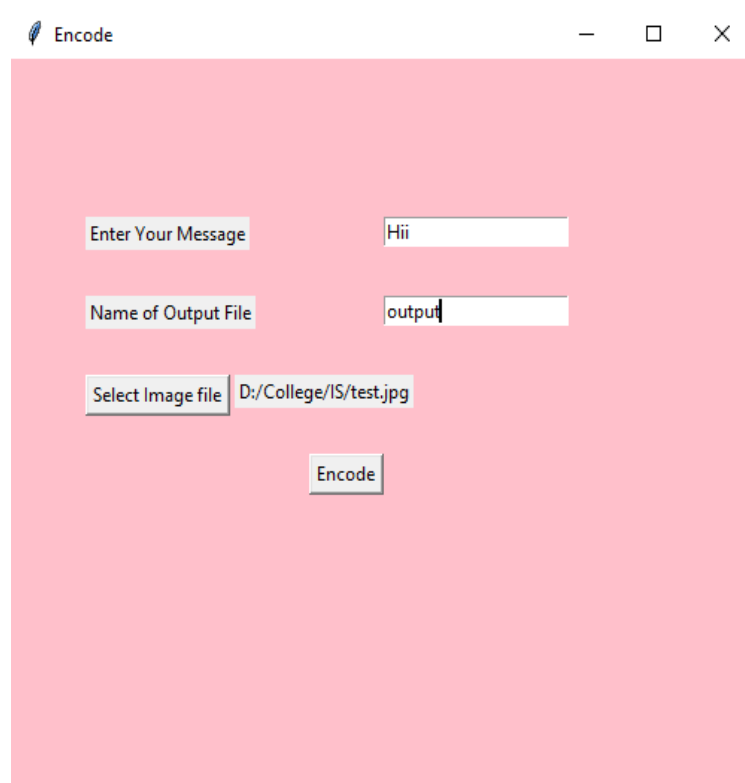 Encode
Enter Your Message Hii
Name of Output File output
Select Image file D:/College/IS/test.jpg
Encode